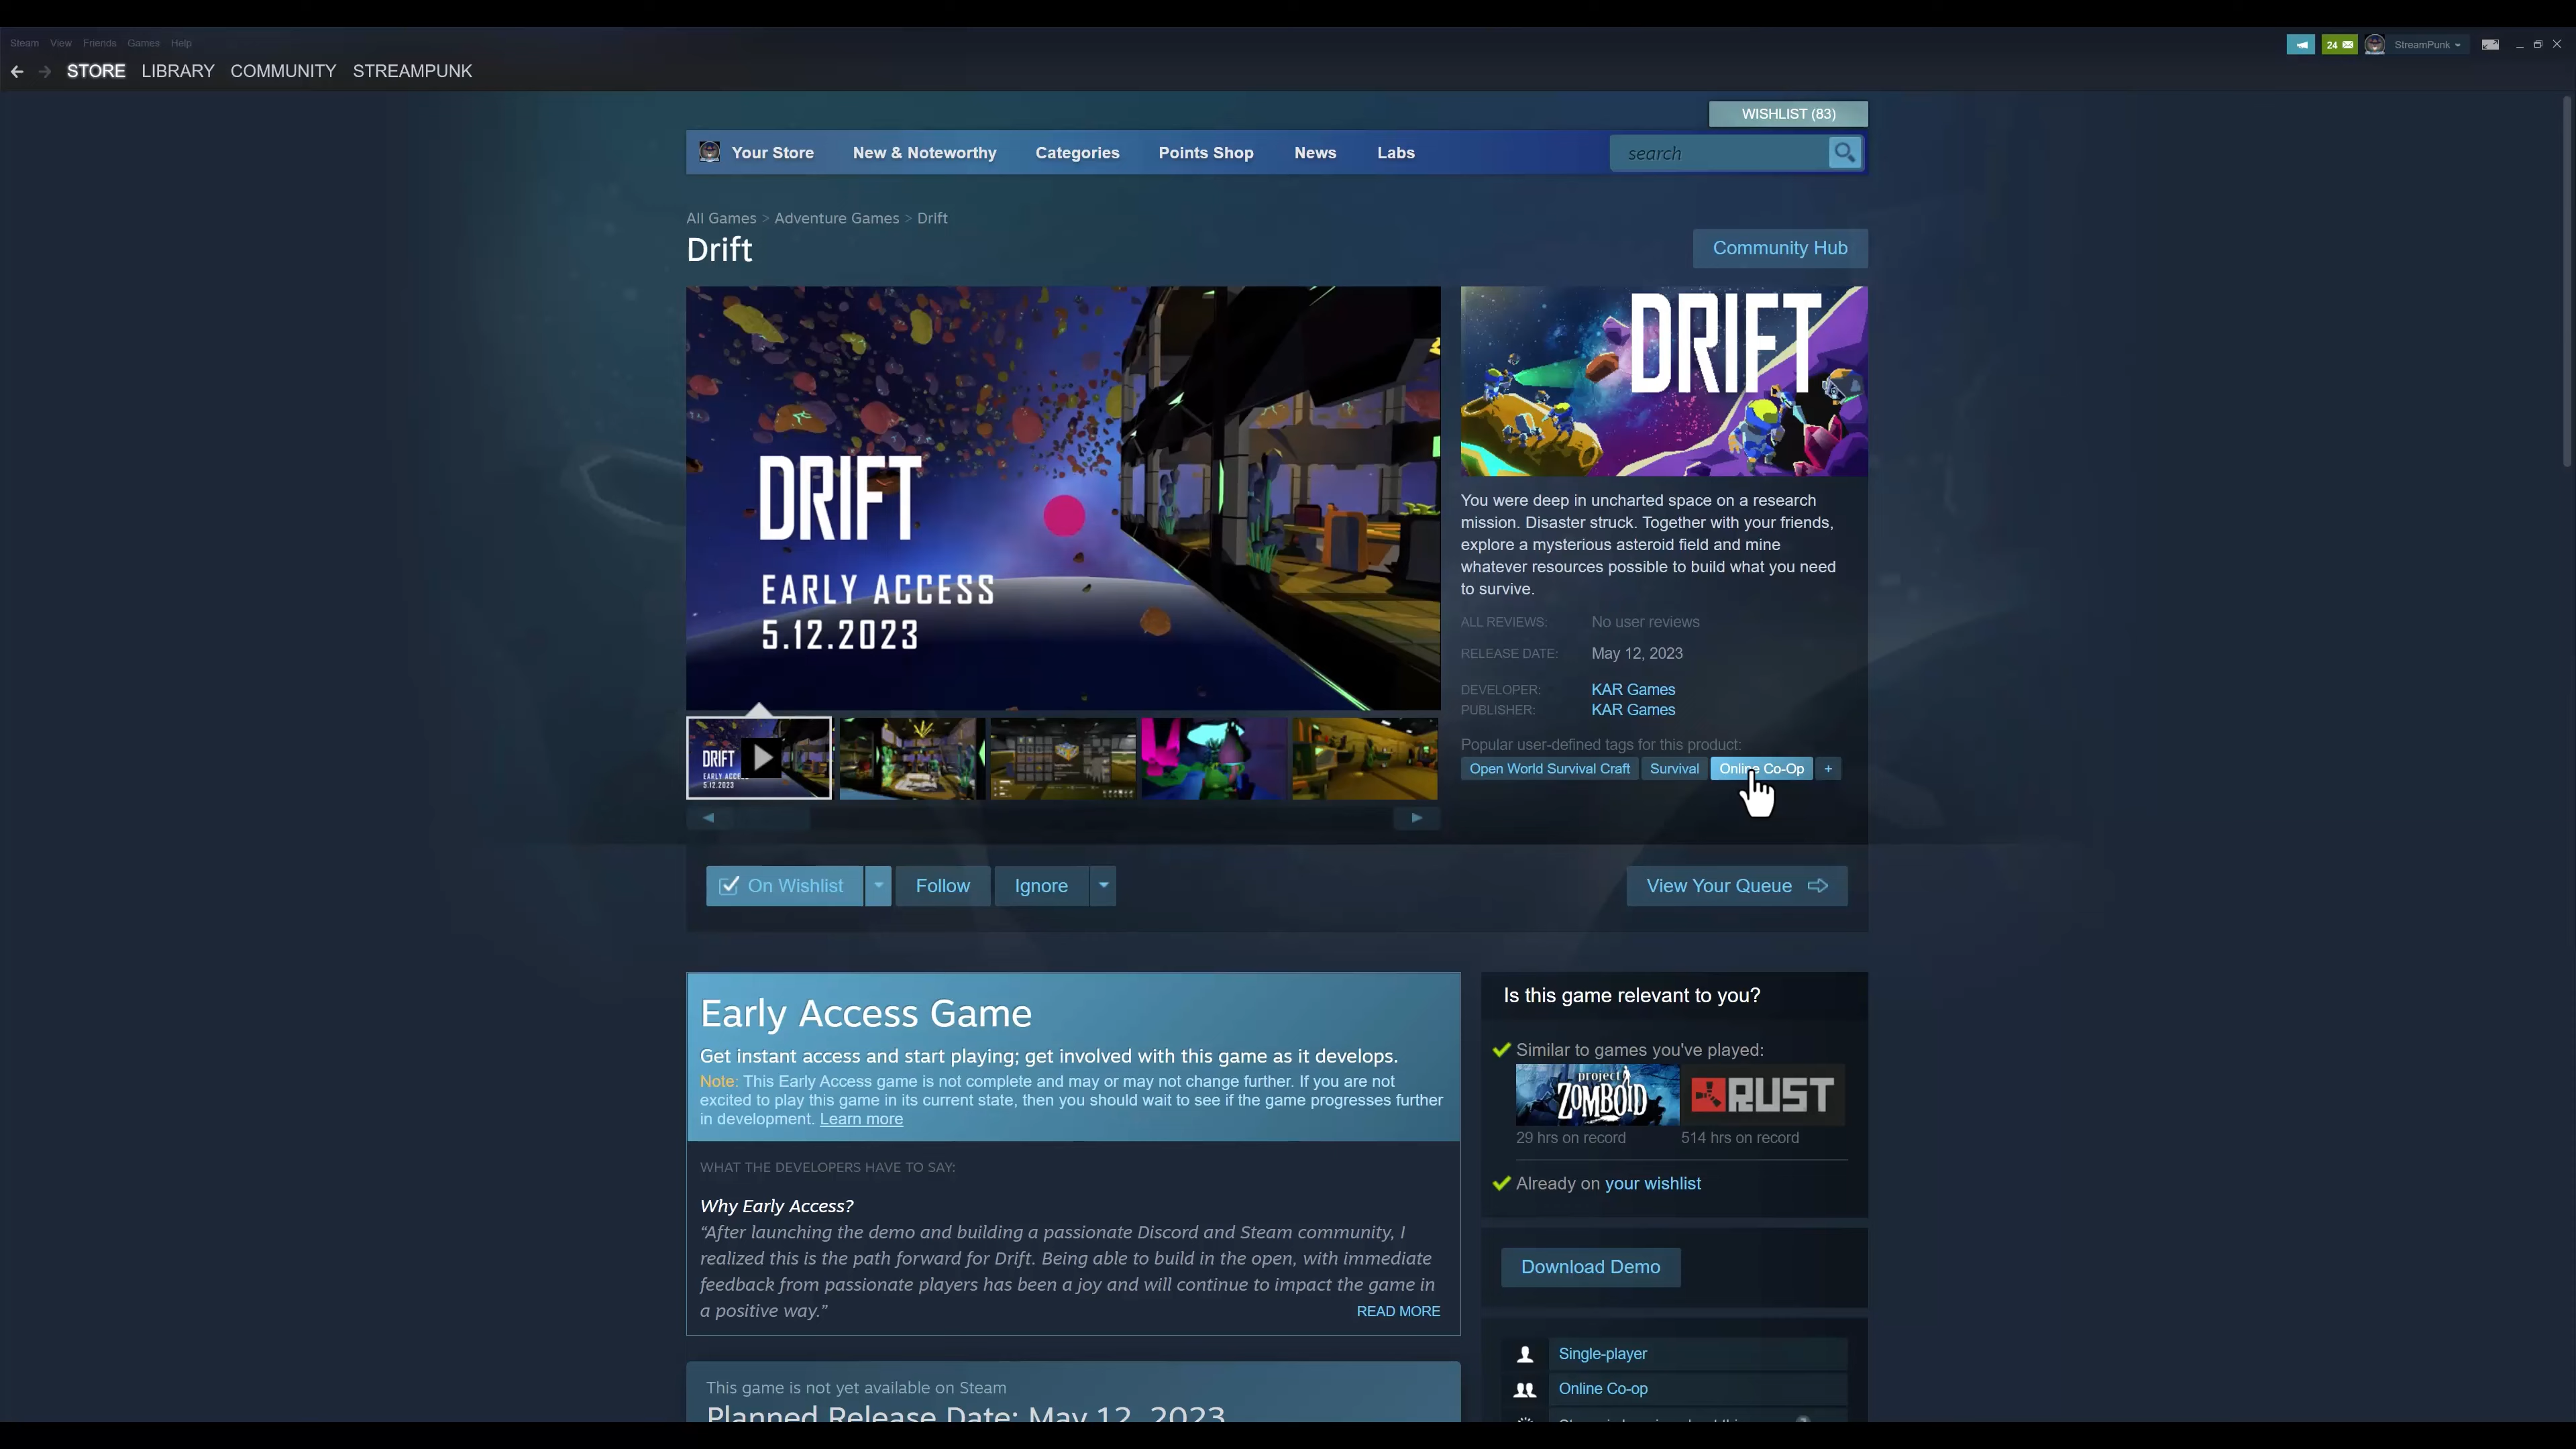 Steam View Friends Games Help
24 StreamPunk
STORE LIBRARY COMMUNITY STREAMPUNK
WISHLIST (83)
Your Store New & Noteworthy Categories Points Shop News Labs search
All Games > Adventure Games > Drift
Drift
Community Hub
DRIFT
EARLY ACCESS
5.12.2023
DRIFT
You were deep in uncharted space on a research
mission. Disaster struck. Together with your friends,
explore a mysterious asteroid field and mine
whatever resources possible to build what you need
to survive.
ALL REVIEWS: No user reviews
RELEASE DATE: May 12, 2023
DEVELOPER: KAR Games
PUBLISHER: KAR Games
Popular user-defined tags for this product:
Open World Survival Craft Survival Online Co-Op +
DRIFT
5.12.2023
On Wishlist Follow Ignore View Your Queue
Early Access Game
Get instant access and start playing; get involved with this game as it develops.
Note: This Early Access game is not complete and may or may not change further. If you are not
excited to play this game in its current state, then you should wait to see if the game progresses further
in development. Learn more
WHAT THE DEVELOPERS HAVE TO SAY:
Why Early Access?
“After launching the demo and building a passionate Discord and Steam community, I
realized this is the path forward for Drift. Being able to build in the open, with immediate
feedback from passionate players has been a joy and will continue to impact the game in
a positive way.”
READ MORE
This game is not yet available on Steam
Planned Release Date: May 12, 2023
Is this game relevant to you?
Similar to games you've played:
project
ZOMBOID
RUST
29 hrs on record 514 hrs on record
Already on your wishlist
Download Demo
Single-player
Online Co-op